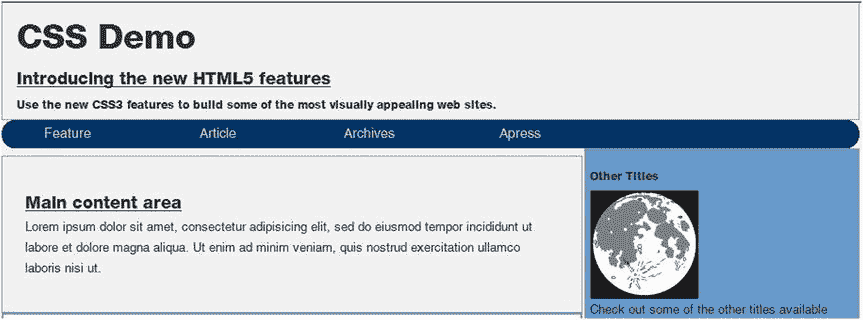 CSS Demo
Introducing the new HTML5 features
Use the new CSS3 features to build some of the most visually appealing web sites.
Feature Article Archives Apress
Main content area
Lorem ipsum dolor sit amet, consectetur adipisicing elit, sed do eiusmod tempor incididunt ut
labore et dolore magna aliqua. Ut enim ad minim veniam, quis nostrud exercitation ullamco
laboris nisi ut.
Other Titles
Check out some of the other titles available